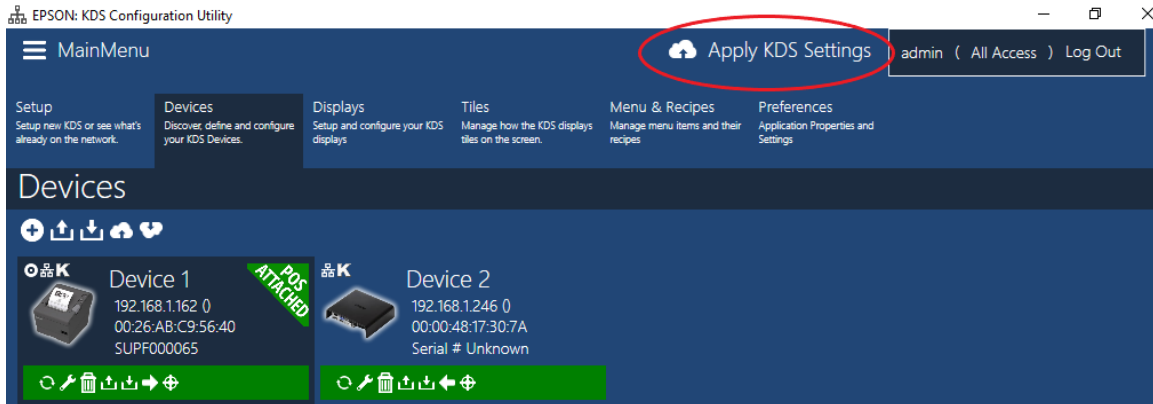 EPSON: KDS Configuration Utility
MainMenu
Apply KDS Settings
admin ( All Access ) Log Out
Setup
Setup new KDS or see what's
already on the network.
Devices
Discover, define and configure
your KDS Devices.
Displays
Setup and configure your KDS
displays
Tiles
Manage how the KDS displays
tiles on the screen.
Menu & Recipes
Manage menu items and their
recipes
Preferences
Application Properties and
Settings
Devices
K
Device 1
192.168.1.162 ()
00:26:AB:C9:56:40
SUPF000065
POS
ATTACHED
K
Device 2
192.168.1.246 ()
00:00:48:17:30:7A
Serial # Unknown